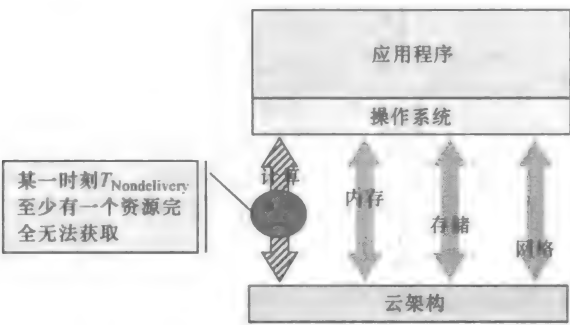 应用程序
操作系统
计算
内存
存储
网络
某一时刻T_Nondelivery
至少有一个资源完
全无法获取
云架构